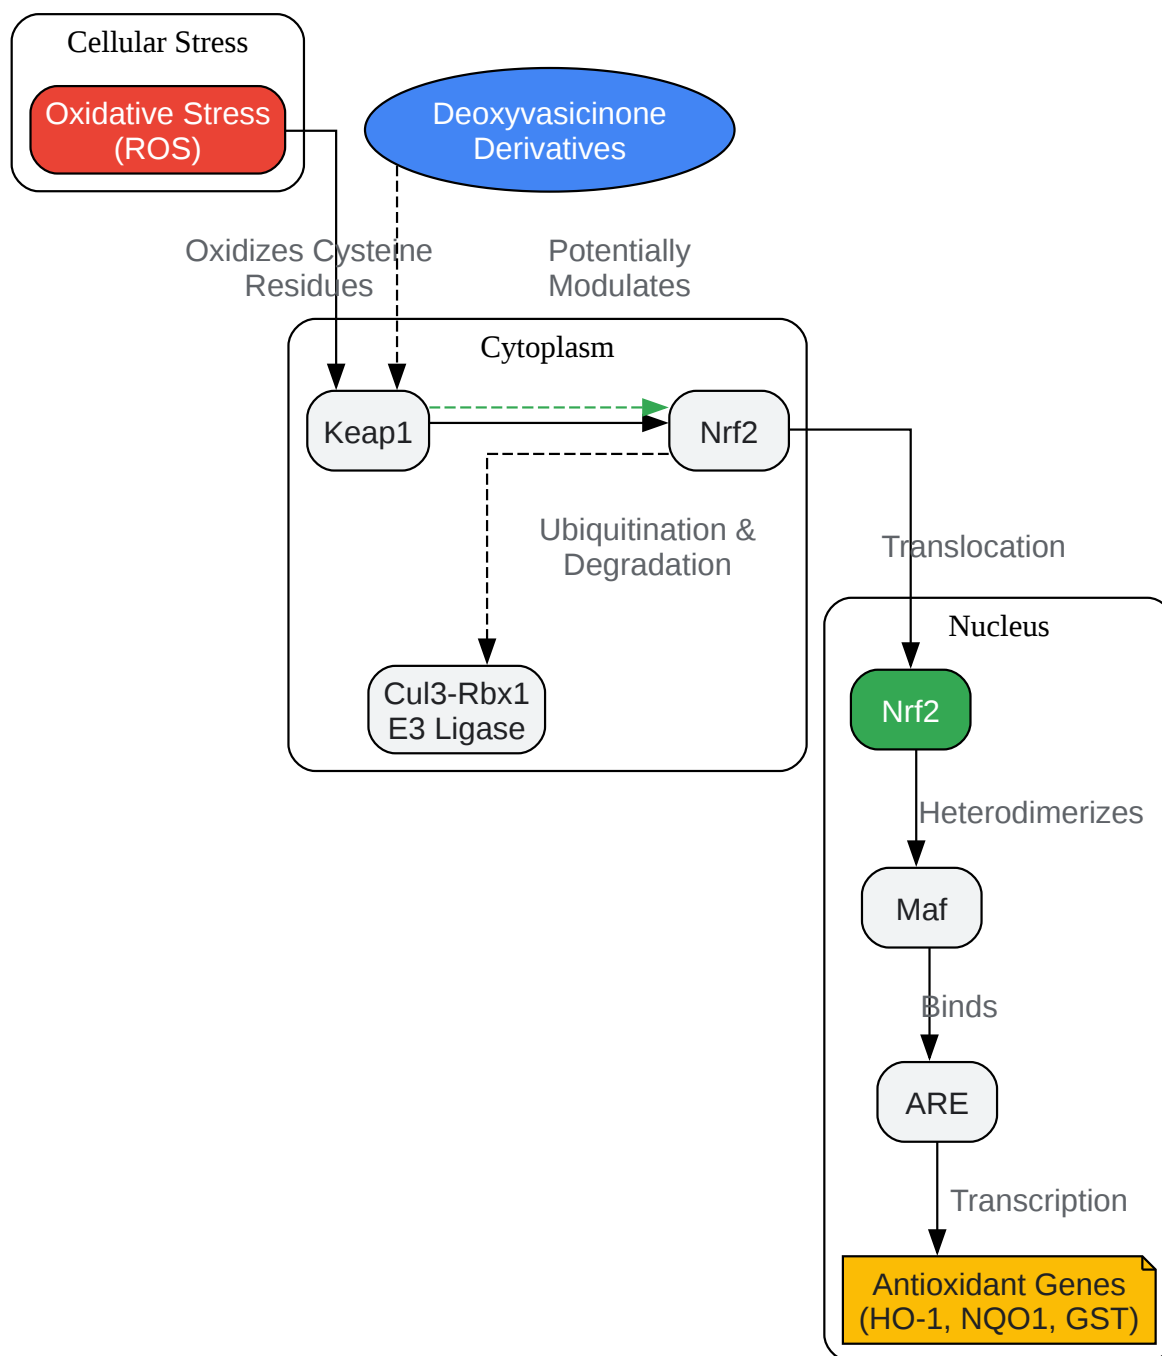 Cellular Stress
Oxidative Stress
(ROS)
Deoxyvasicinone
Derivatives
Oxidizes Cysteine
Residues
Potentially
Modulates
Cytoplasm
Keap1
Nrf2
Ubiquitination &
Degradation
Translocation
Cul3-Rbx1
E3 Ligase
Nucleus
Nrf2
Heterodimerizes
Maf
Binds
ARE
Transcription
Antioxidant Genes
(HO-1, NQO1, GST)